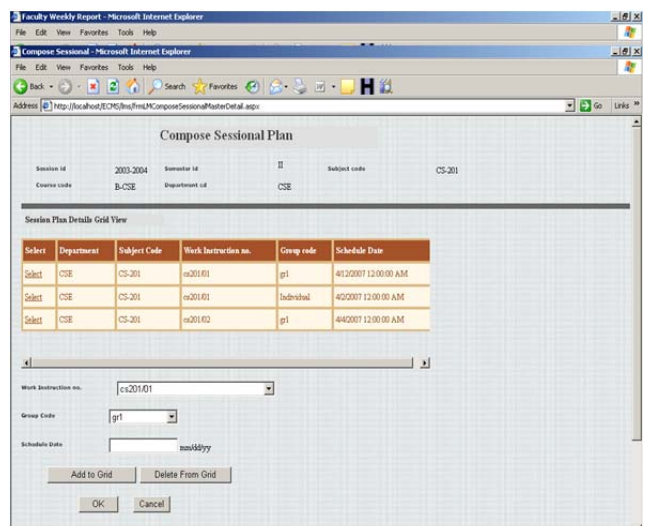 Faculty Weekly Report - Microsoft Internet Explorer
File Edit View Favorites Tools Help
Compose Sessional - Microsoft Internet Explorer
File Edit View Favorites Tools Help
Back Search Favorites
Address http://localhost/ECMS/lms/frmLMComposeSessionalMasterDetail.aspx Go Links »
Compose Sessional Plan
Session id 2003-2004 Semester id II Subject code CS-201
Course code B-CSE Department cd CSE
Session Plan Details Grid View
Select Department Subject Code Work Instruction no. Group code Schedule Date
Select CSE CS-201 cs201/01 gr1 4/12/2007 12:00:00 AM
Select CSE CS-201 cs201/01 Individual 4/2/2007 12:00:00 AM
Select CSE CS-201 cs201/02 gr1 4/4/2007 12:00:00 AM
Work Instruction no. cs201/01
Group Code gr1
Schedule Date mm/dd/yy
Add to Grid Delete From Grid
OK Cancel